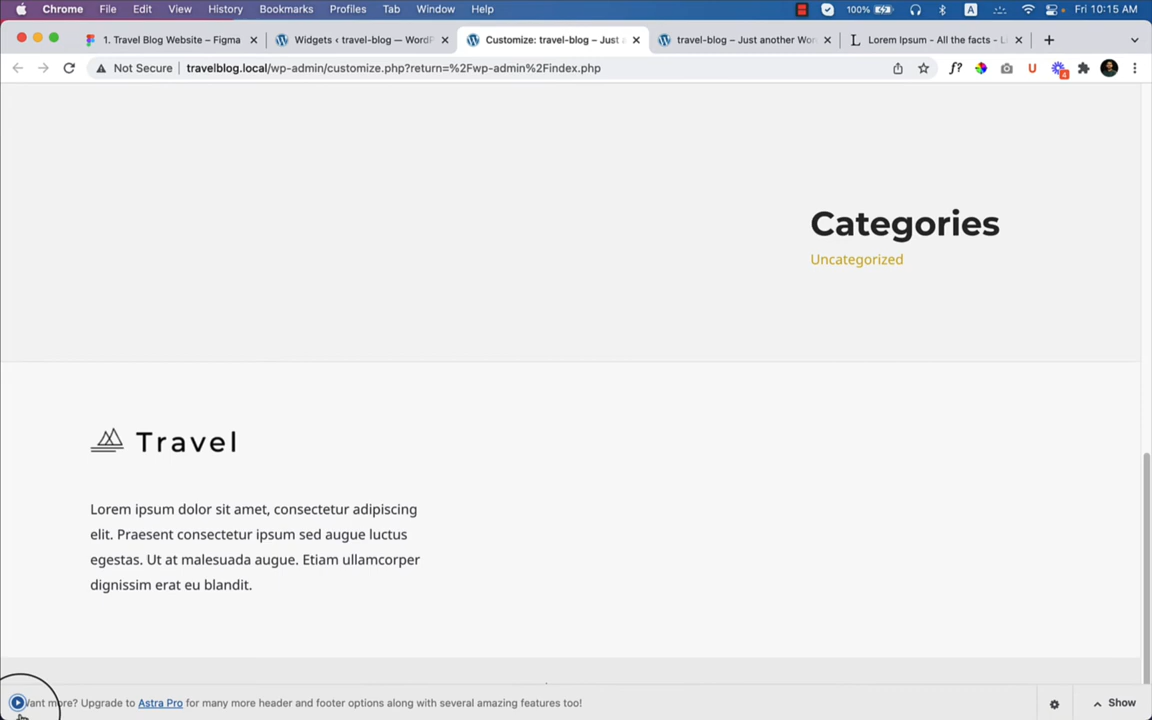 Chrome File Edit View History Bookmarks Profiles Tab Window Help 100% A Fri 10:15 AM
1. Travel Blog Website – Figma
Widgets ‹ travel-blog — WordP
Customize: travel-blog – Just a
travel-blog – Just another Wor
Lorem Ipsum - All the facts - L
Not Secure travelblog.local/wp-admin/customize.php?return=%2Fwp-admin%2Findex.php
f? U 4
Categories
Uncategorized
Travel
Lorem ipsum dolor sit amet, consectetur adipiscing
elit. Praesent consectetur ipsum sed augue luctus
egestas. Ut at malesuada augue. Etiam ullamcorper
dignissim erat eu blandit.
Want more? Upgrade to Astra Pro for many more header and footer options along with several amazing features too! Show